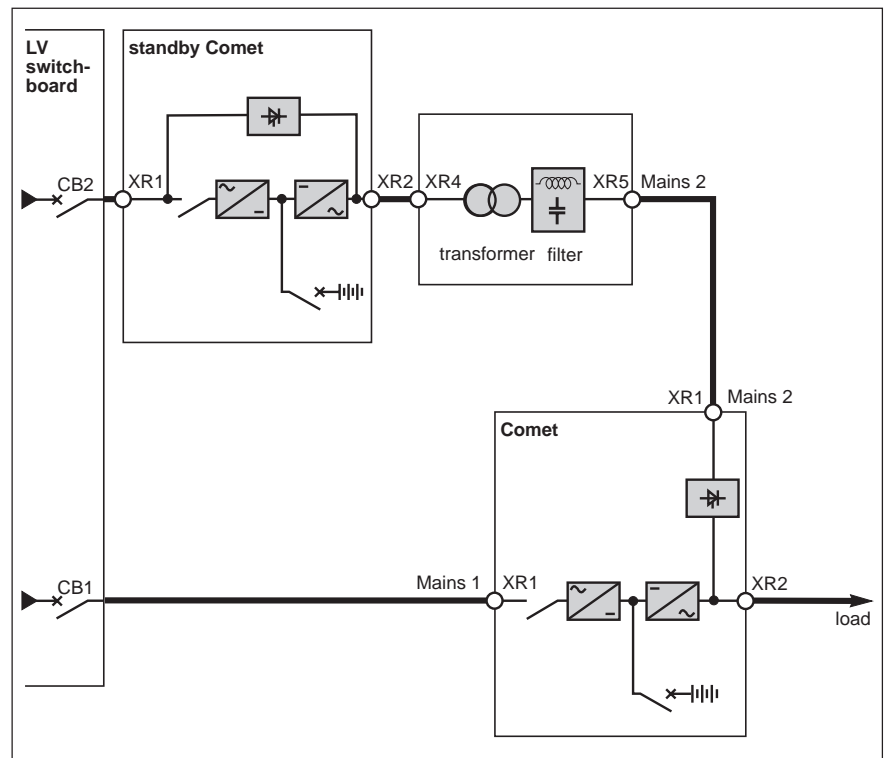 LV
switch-
board
standby Comet
CB2
XR1
XR2
XR4
XR5
Mains 2
transformer
filter
XR1
Mains 2
Comet
CB1
Mains 1
XR1
XR2
load